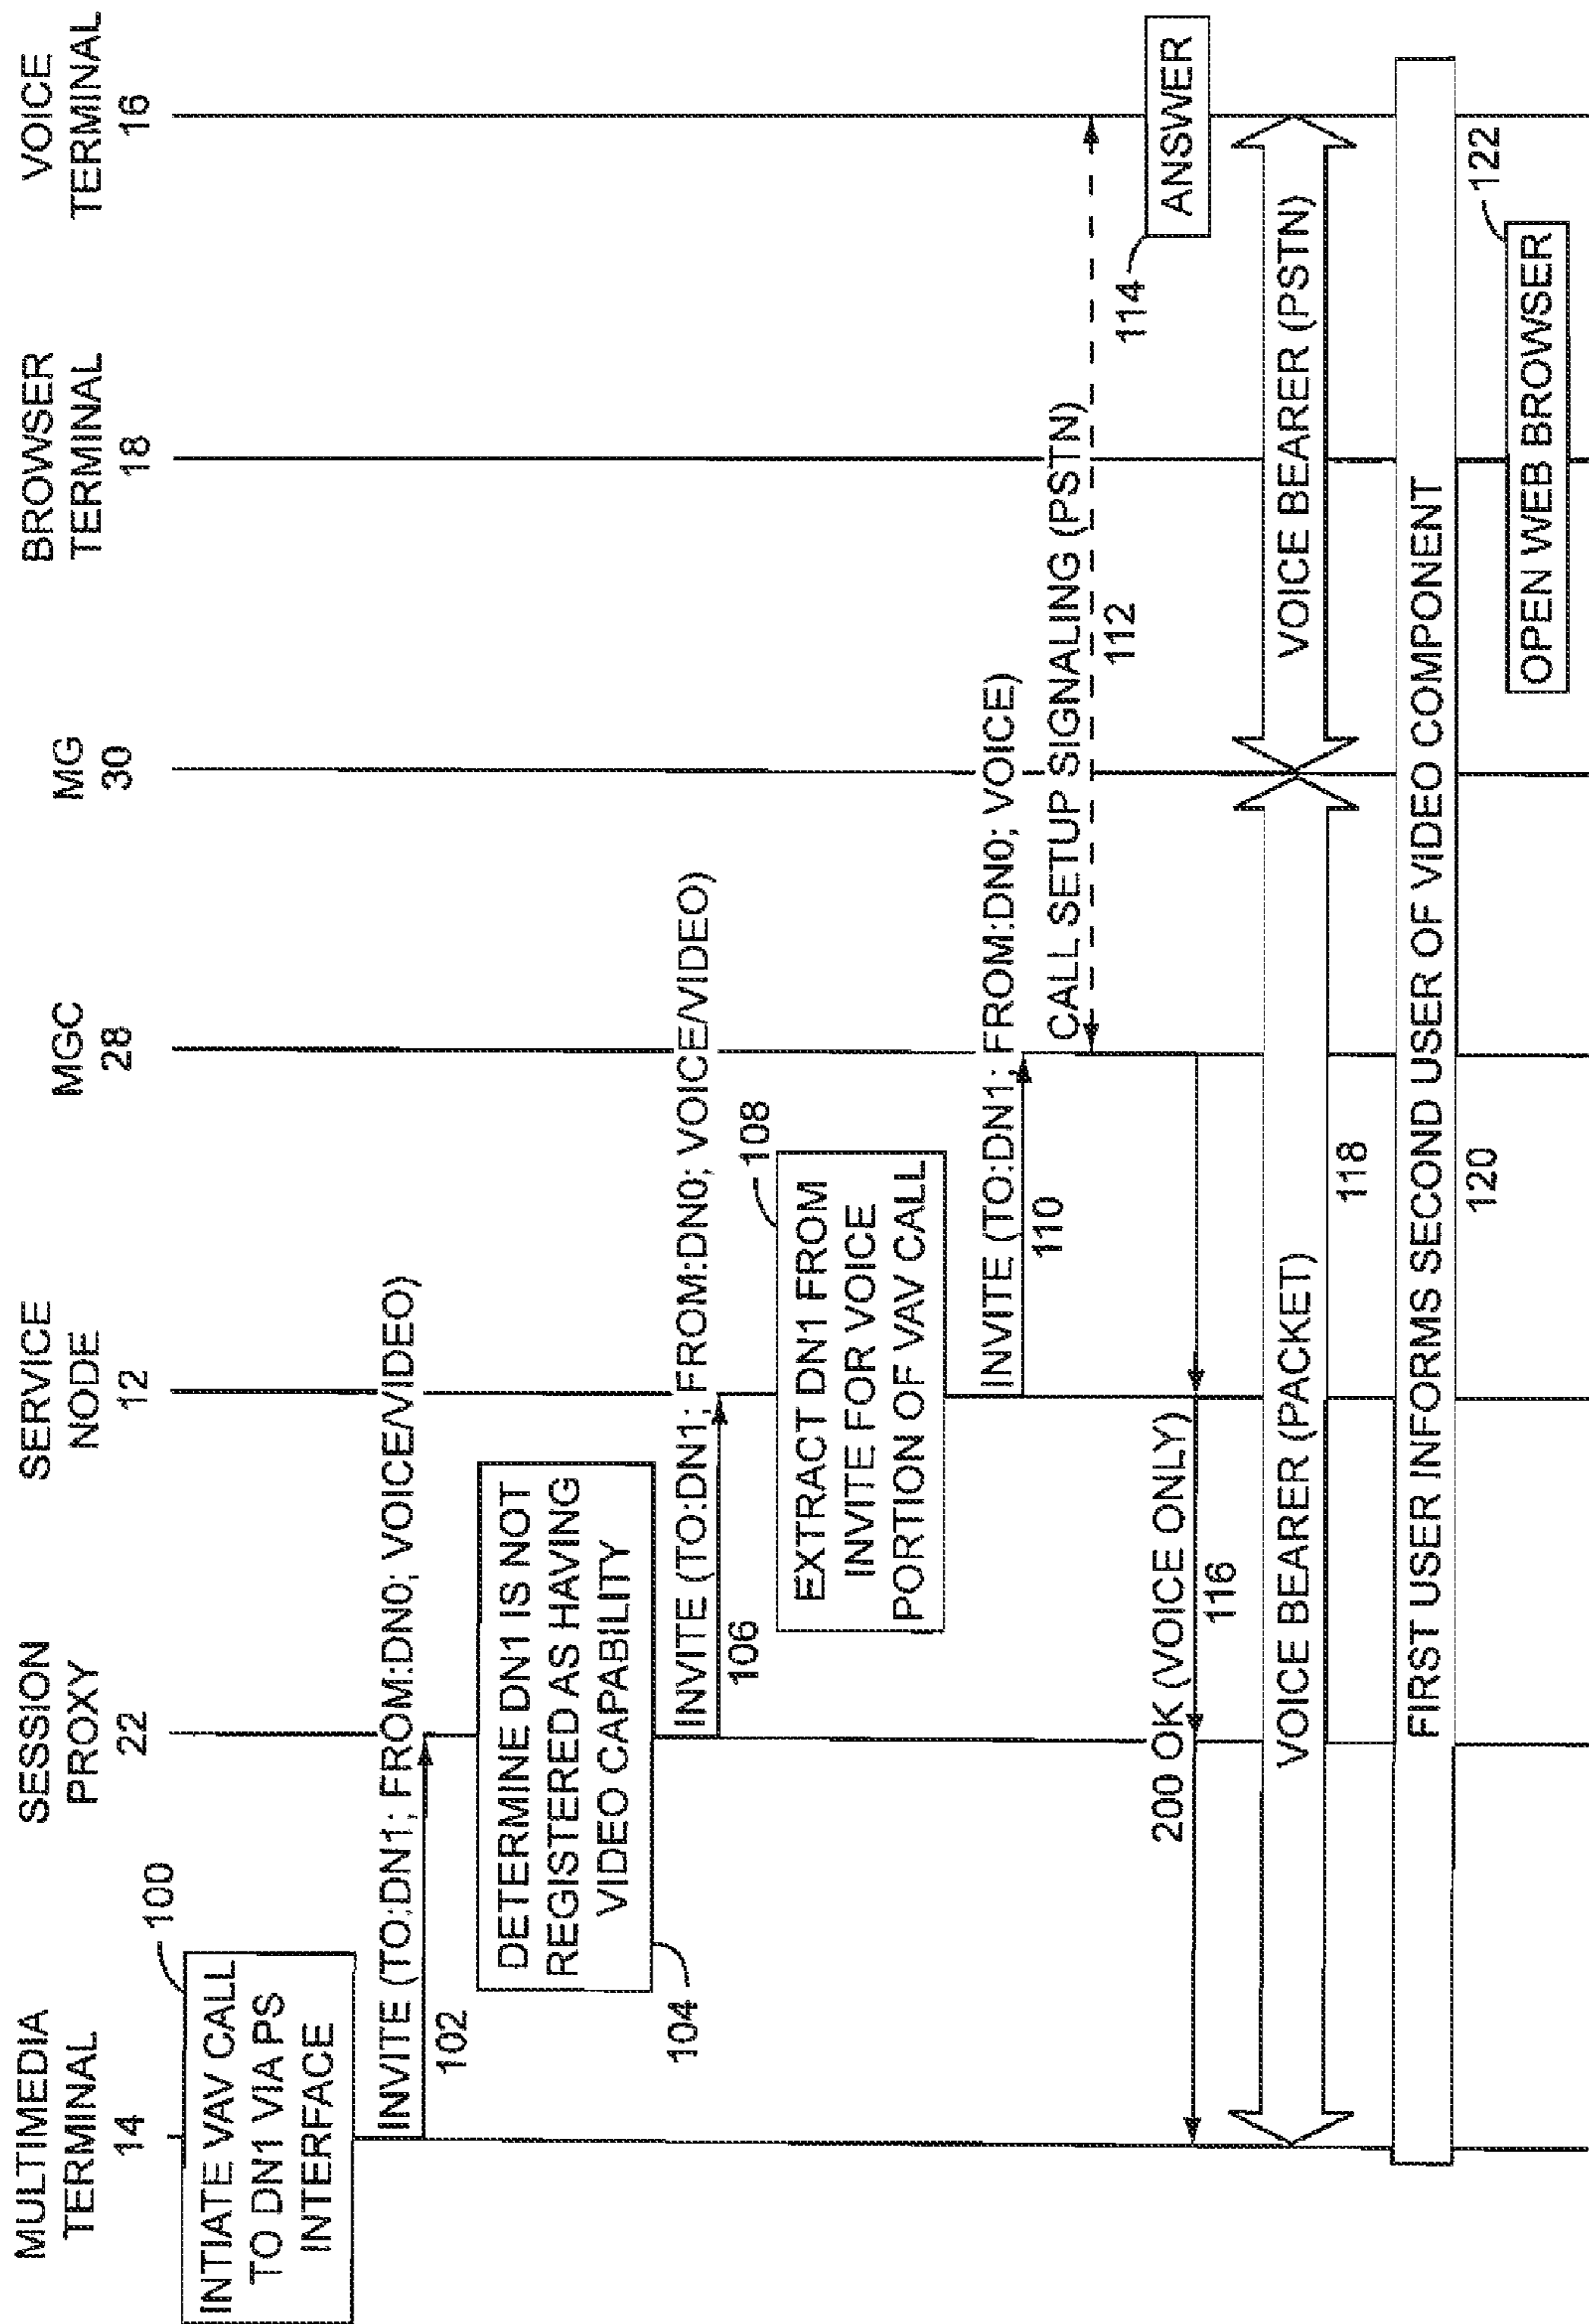 MULTIMEDIA
TERMINAL
14
SESSION
PROXY
22
SERVICE
NODE
12
MGC
28
MG
30
BROWSER
TERMINAL
18
VOICE
TERMINAL
16
INTIATE VAV CALL
TO DN1 VIA PS
INTERFACE
100
INVITE (TO:DN1; FROM:DN0; VOICE/VIDEO)
102
DETERMINE DN1 IS NOT
REGISTERED AS HAVING
VIDEO CAPABILITY
104
INVITE (TO:DN1; FROM:DN0; VOICE/VIDEO)
106
108
EXTRACT DN1 FROM
INVITE FOR VOICE
PORTION OF VAV CALL
INVITE (TO:DN1; FROM:DN0; VOICE)
110
CALL SETUP SIGNALING (PSTN)
112
114
ANSWER
200 OK (VOICE ONLY)
116
VOICE BEARER (PACKET)
VOICE BEARER (PSTN)
118
FIRST USER INFORMS SECOND USER OF VIDEO COMPONENT
120
122
OPEN WEB BROWSER